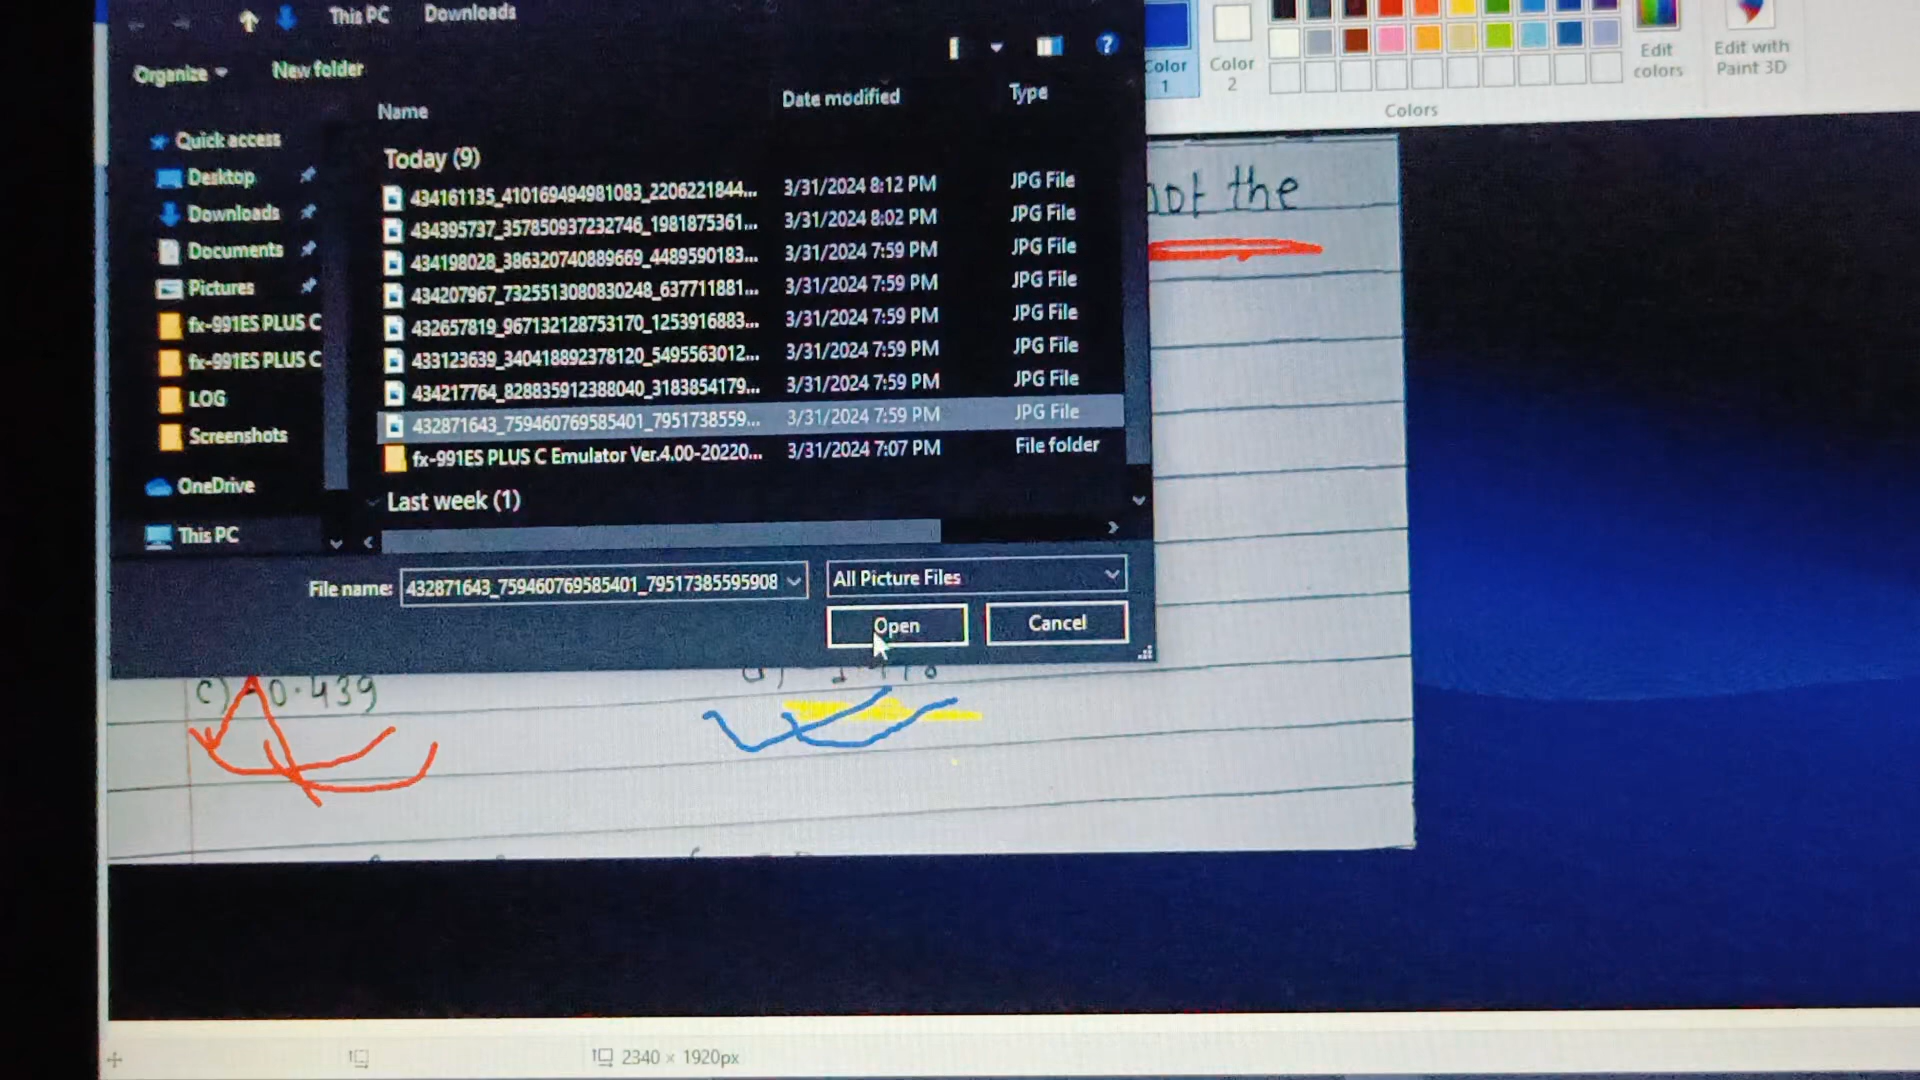 This PC Downloads
Organize New folder
Name Date modified Type
Quick access
Desktop
Downloads
Documents
Pictures
fx-991ES PLUS C
fx-991ES PLUS C
LOG
Screenshots
OneDrive
This PC
Today (9)
434161135_410169494981083_2206221844... 3/31/2024 8:12 PM JPG File
434395737_357850937232746_1981875361... 3/31/2024 8:02 PM JPG File
434198028_386320740889669_4489590183... 3/31/2024 7:59 PM JPG File
434207967_7325513080830248_637711881... 3/31/2024 7:59 PM JPG File
432657819_967132128753170_1253916883... 3/31/2024 7:59 PM JPG File
433123639_340418892378120_5495563012... 3/31/2024 7:59 PM JPG File
434217764_828835912388040_3183854179... 3/31/2024 7:59 PM JPG File
432871643_759460769585401_7951738559... 3/31/2024 7:59 PM JPG File
fx-991ES PLUS C Emulator Ver.4.00-20220... 3/31/2024 7:07 PM File folder
Last week (1)
File name: 432871643_759460769585401_79517385595908 All Picture Files
Open Cancel
Color 1
Color 2
Edit colors
Edit with Paint 3D
Colors
not the
c) -0.439
2340 × 1920px